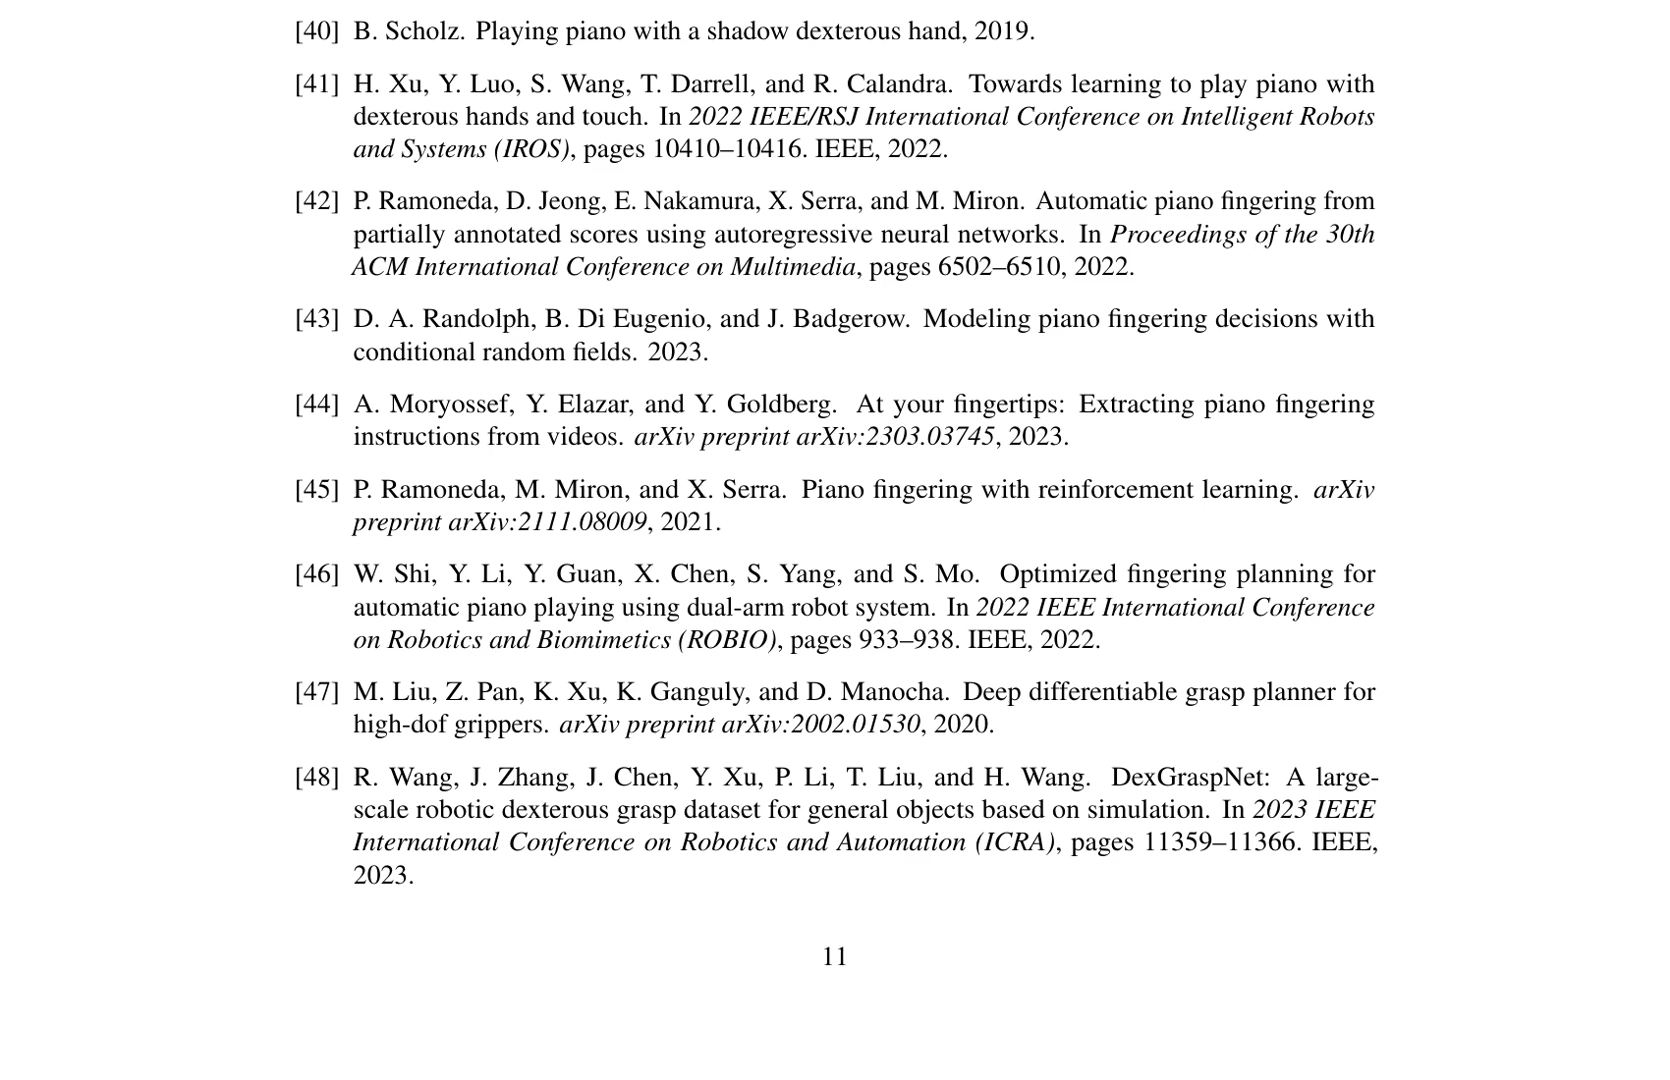 [40] B. Scholz. Playing piano with a shadow dexterous hand, 2019.
[41] H. Xu, Y. Luo, S. Wang, T. Darrell, and R. Calandra. Towards learning to play piano with
dexterous hands and touch. In 2022 IEEE/RSJ International Conference on Intelligent Robots
and Systems (IROS), pages 10410–10416. IEEE, 2022.
[42] P. Ramoneda, D. Jeong, E. Nakamura, X. Serra, and M. Miron. Automatic piano fingering from
partially annotated scores using autoregressive neural networks. In Proceedings of the 30th
ACM International Conference on Multimedia, pages 6502–6510, 2022.
[43] D. A. Randolph, B. Di Eugenio, and J. Badgerow. Modeling piano fingering decisions with
conditional random fields. 2023.
[44] A. Moryossef, Y. Elazar, and Y. Goldberg. At your fingertips: Extracting piano fingering
instructions from videos. arXiv preprint arXiv:2303.03745, 2023.
[45] P. Ramoneda, M. Miron, and X. Serra. Piano fingering with reinforcement learning. arXiv
preprint arXiv:2111.08009, 2021.
[46] W. Shi, Y. Li, Y. Guan, X. Chen, S. Yang, and S. Mo. Optimized fingering planning for
automatic piano playing using dual-arm robot system. In 2022 IEEE International Conference
on Robotics and Biomimetics (ROBIO), pages 933–938. IEEE, 2022.
[47] M. Liu, Z. Pan, K. Xu, K. Ganguly, and D. Manocha. Deep differentiable grasp planner for
high-dof grippers. arXiv preprint arXiv:2002.01530, 2020.
[48] R. Wang, J. Zhang, J. Chen, Y. Xu, P. Li, T. Liu, and H. Wang. DexGraspNet: A large-
scale robotic dexterous grasp dataset for general objects based on simulation. In 2023 IEEE
International Conference on Robotics and Automation (ICRA), pages 11359–11366. IEEE,
2023.
11